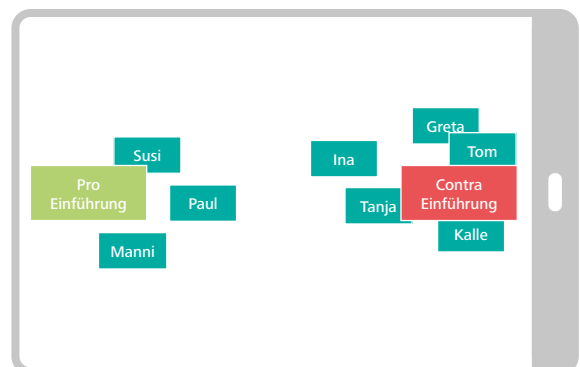 Greta
Susi
Tom
Ina
Pro
Einführung
Contra
Einführung
Paul
Tanja
Kalle
Manni